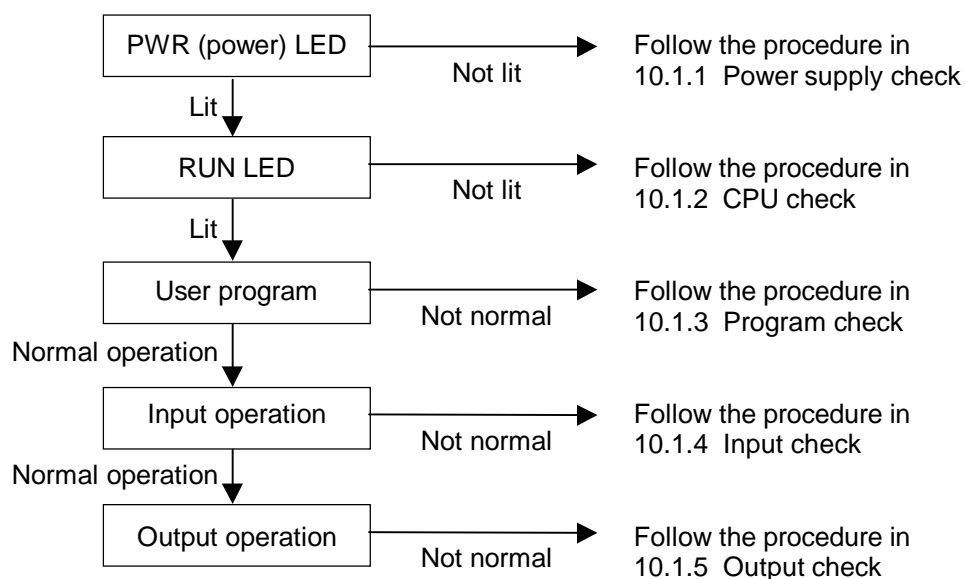 PWR (power) LED
Not lit
Follow the procedure in
10.1.1 Power supply check
Lit
RUN LED
Not lit
Follow the procedure in
10.1.2 CPU check
Lit
User program
Not normal
Follow the procedure in
10.1.3 Program check
Normal operation
Input operation
Not normal
Follow the procedure in
10.1.4 Input check
Normal operation
Output operation
Not normal
Follow the procedure in
10.1.5 Output check